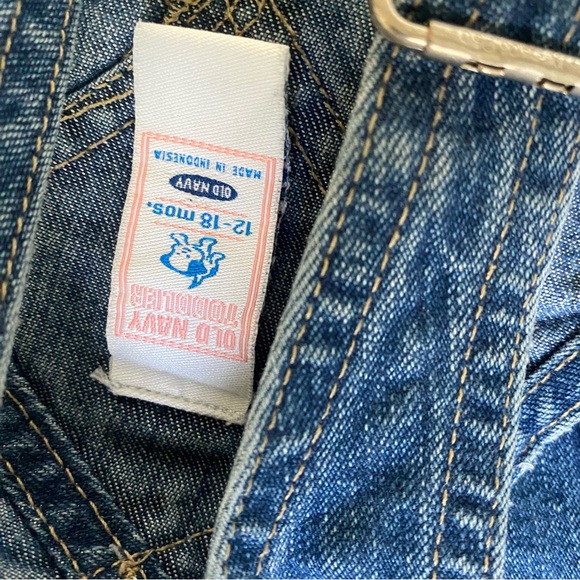 OLD NAVY
TODDLER
12-18 mos.
OLD NAVY
MADE IN INDONESIA